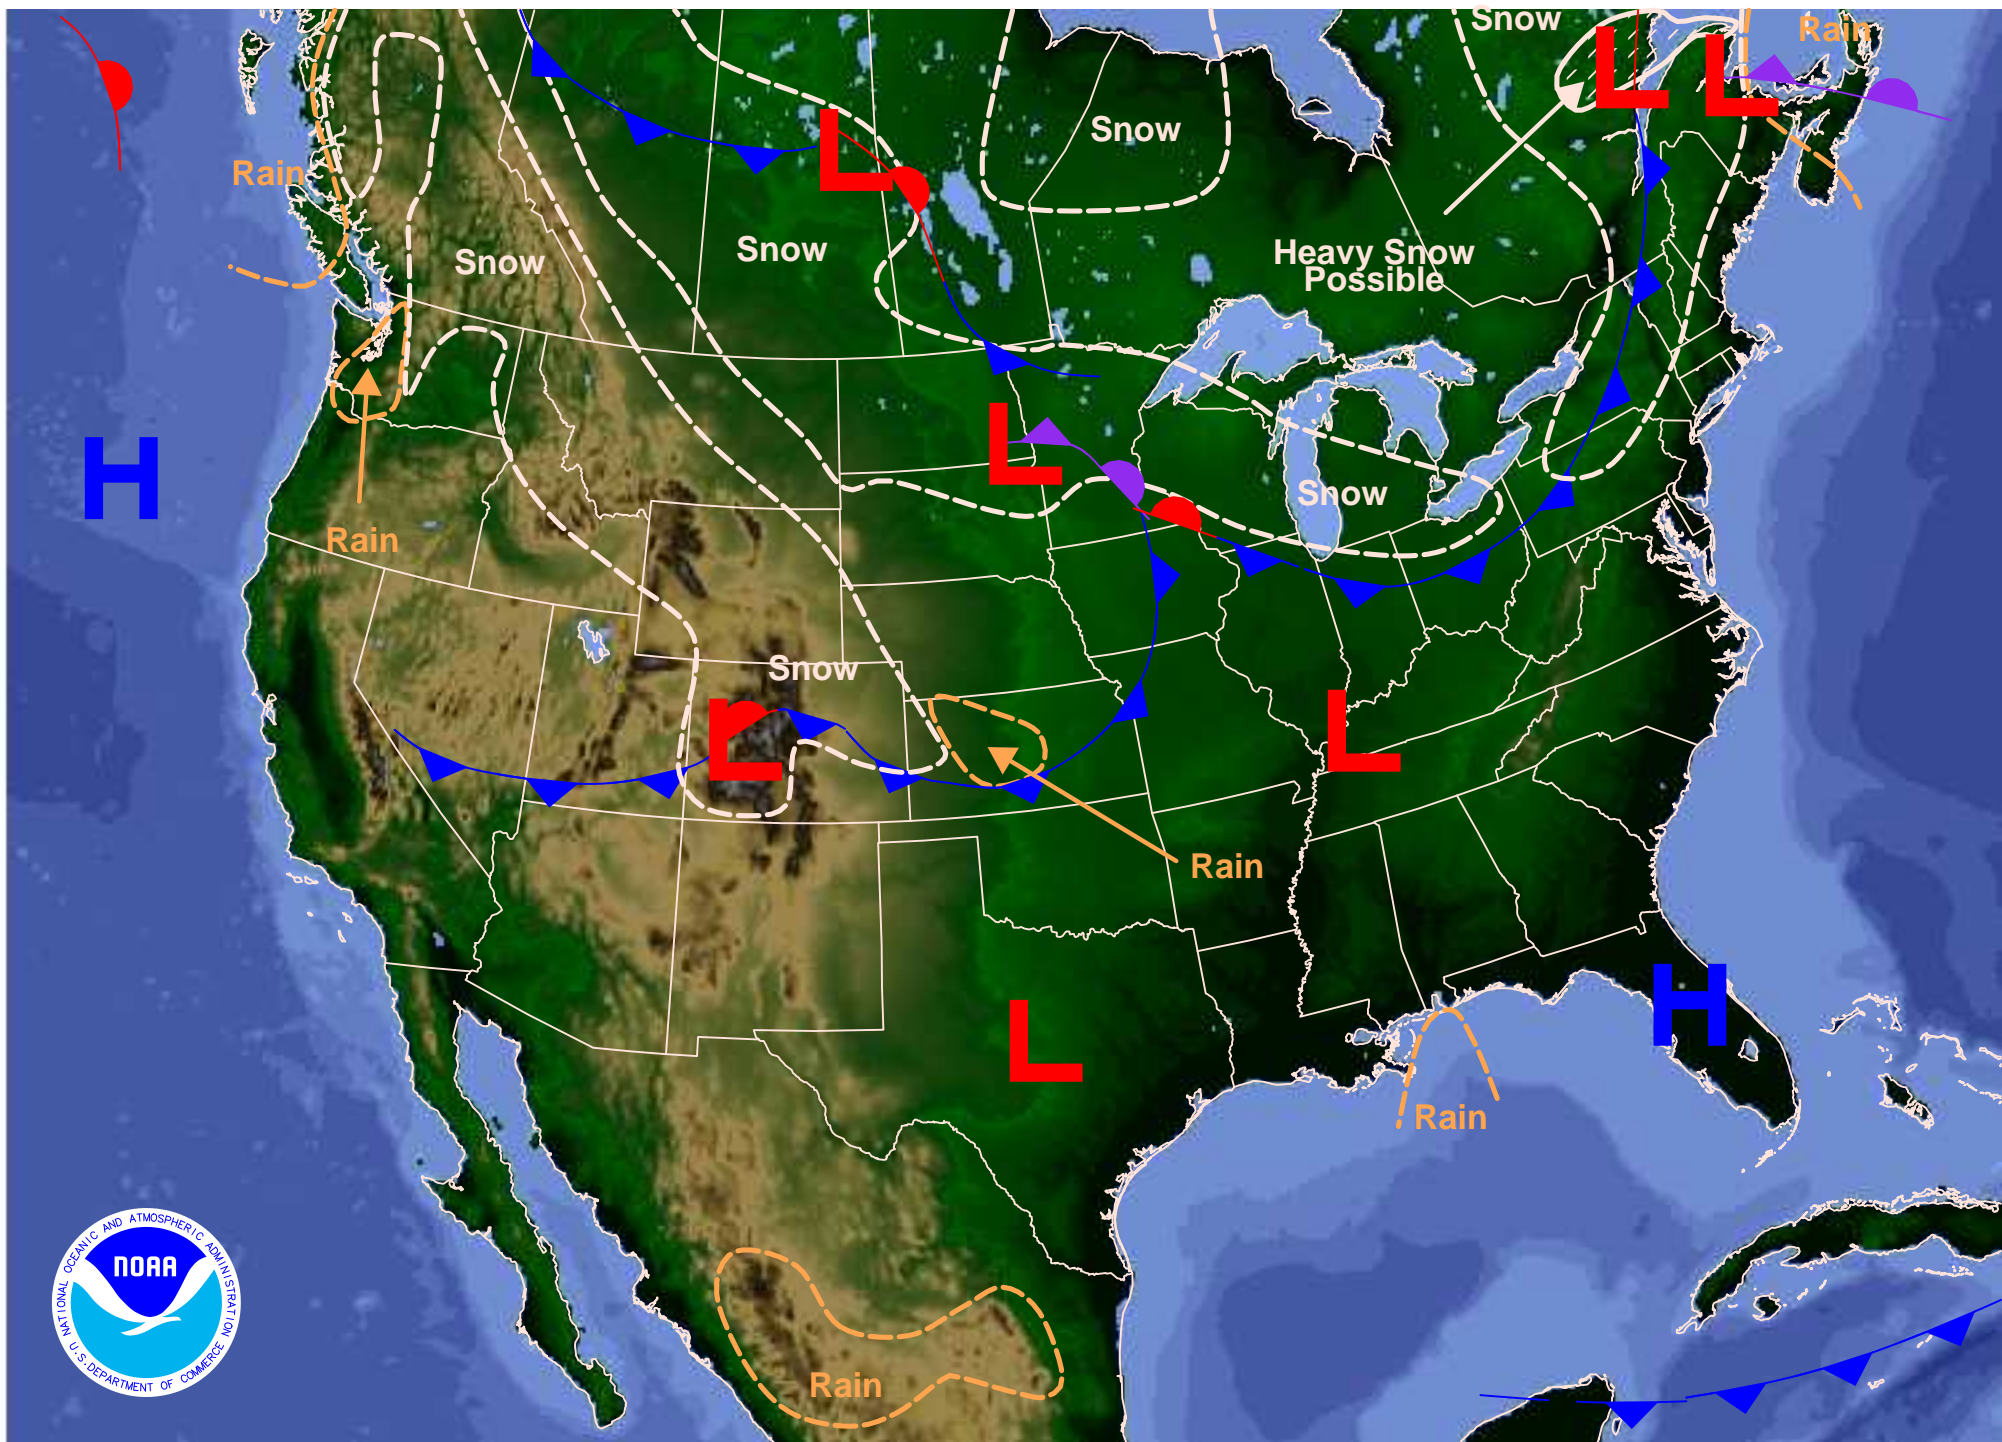 Snow
Rain
Snow
Rain
Snow
Snow
Heavy Snow
Possible
L
L
L
H
L
Snow
Rain
Snow
L
L
Rain
H
L
Rain
NATIONAL OCEANIC AND ATMOSPHERIC ADMINISTRATION
NOAA
U.S. DEPARTMENT OF COMMERCE
Rain